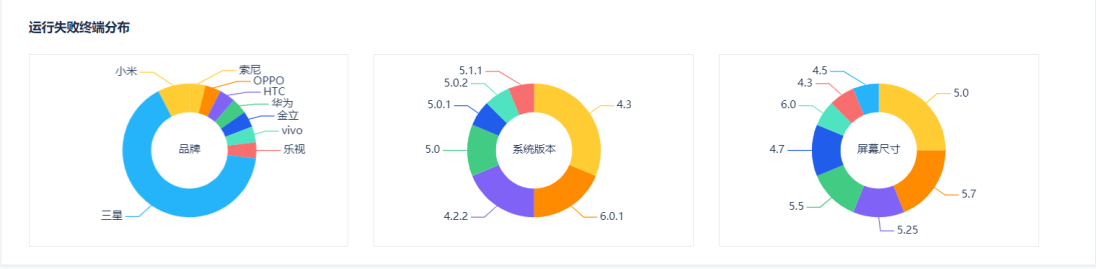 运行失败终端分布
小米
索尼
OPPO
HTC
华为
金立
vivo
乐视
三星
品牌
5.1.1
5.0.2
5.0.1
5.0
4.2.2
4.3
6.0.1
系统版本
4.5
4.3
6.0
4.7
5.5
5.0
5.7
5.25
屏幕尺寸